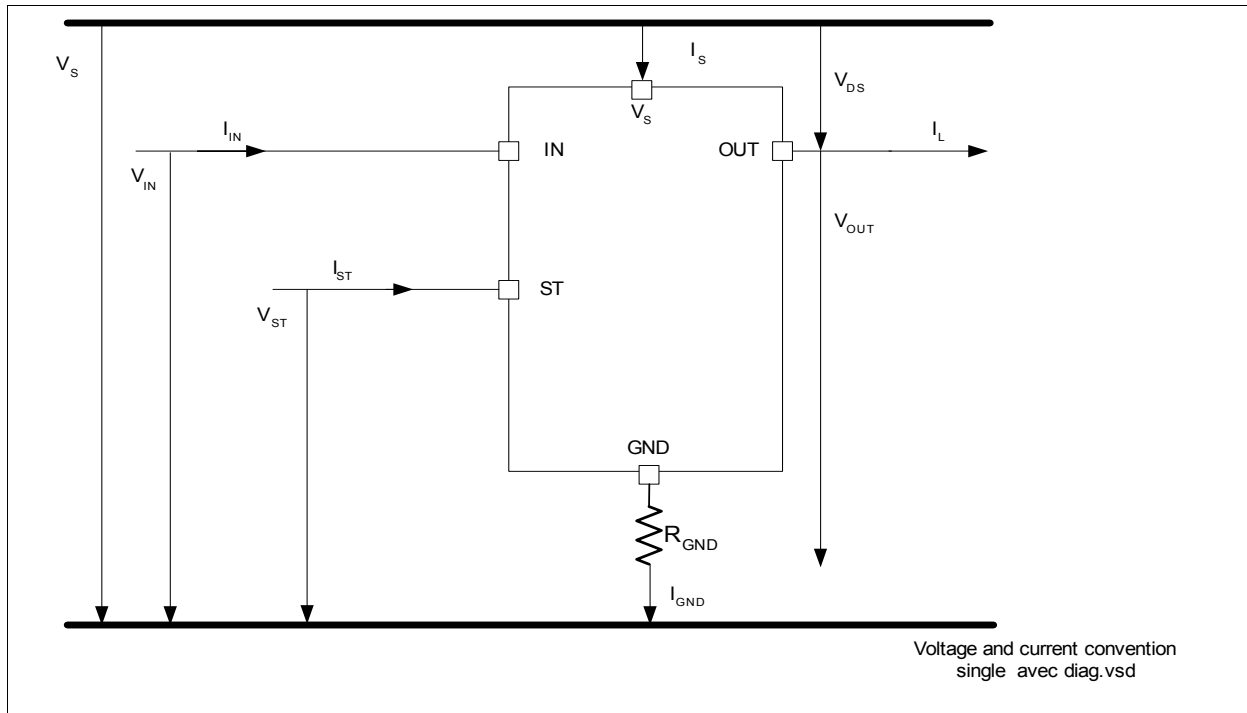 V_S
I_S
V_DS
V_S
I_IN
IN
OUT
I_L
V_IN
V_OUT
I_ST
ST
V_ST
GND
R_GND
I_GND
Voltage and current convention
single avec diag.vsd